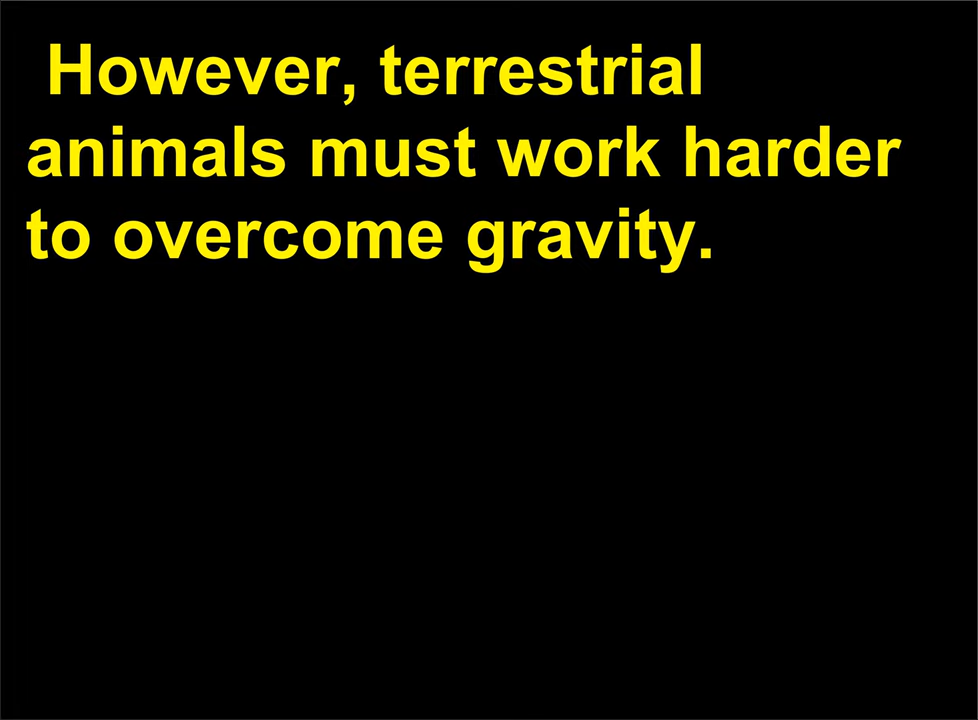 However, terrestrial
animals must work harder
to overcome gravity.